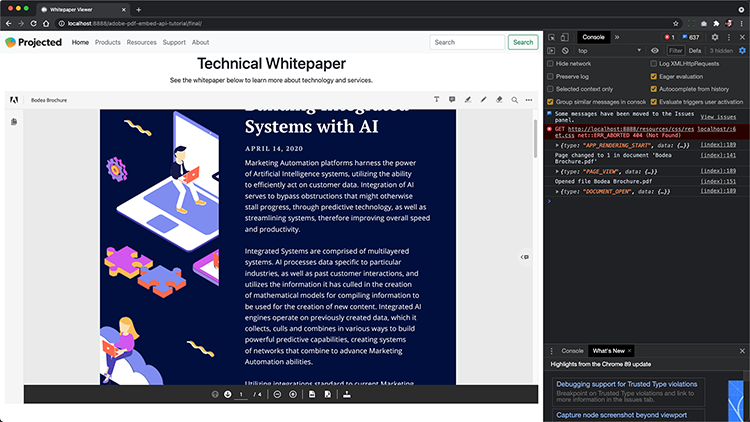 Whitepaper Viewer
localhost:8888/adobe-pdf-embed-api-tutorial/final/
Projected Home Products Resources Support About Search Search
Technical Whitepaper
See the whitepaper below to learn more about technology and services.
Bodea Brochure
Building Integrated
Systems with AI
APRIL 14, 2020
Marketing Automation platforms harness the power
of Artificial Intelligence systems, utilizing the ability
to efficiently act on customer data. Integration of AI
serves to bypass obstructions that might otherwise
stall progress, through predictive technology, as well as
streamlining systems, therefore improving overall speed
and productivity.
Integrated Systems are comprised of multilayered
systems. AI processes data specific to particular
industries, as well as past customer interactions, and
utilizes the information it has culled in the creation
of mathematical models for compiling information to
be used for the creation of new content. Integrated AI
engines operate on previously created data, which it
collects, culls and combines in various ways to build
powerful predictive capabilities, creating systems
of networks that combine to advance Marketing
Automation abilities.
Utilizing integrations standard to current Marketing
1 / 4
Console » 1 637
top Filter Def 3 hidden
Hide network Log XMLHttpRequests
Preserve log Eager evaluation
Selected context only Autocomplete from history
Group similar messages in console Evaluate triggers user activation
Some messages have been moved to the Issues View issues
panel.
GET http://localhost:8888/resources/css/res localhost/:6
et.css net::ERR_ABORTED 404 (Not Found)
{type: "APP_RENDERING_START", data: {…}} (index):189
Page changed to 1 in document 'Bodea (index):141
Brochure.pdf'
{type: "PAGE_VIEW", data: {…}} (index):189
Opened file Bodea Brochure.pdf (index):151
{type: "DOCUMENT_OPEN", data: {…}} (index):189
Console What's New
Highlights from the Chrome 89 update
Debugging support for Trusted Type violations
Breakpoint on Trusted Type violations and link to
more information in the Issues tab.
Capture node screenshot beyond viewport